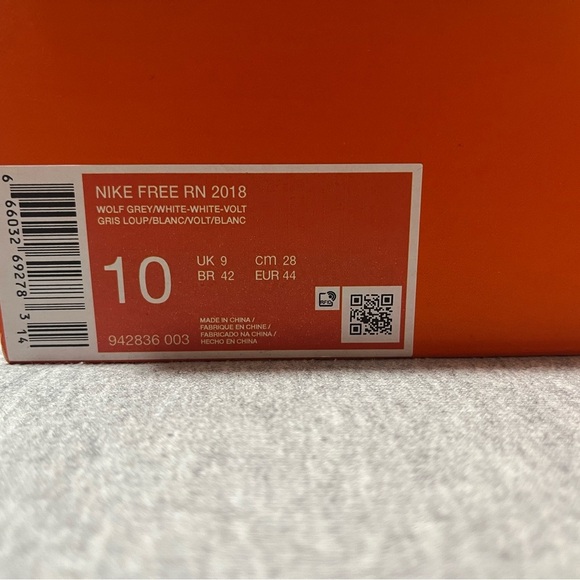 NIKE FREE RN 2018
WOLF GREY/WHITE-WHITE-VOLT
GRIS LOUP/BLANC/VOLT/BLANC
10
UK 9 cm 28
BR 42 EUR 44
RFID
MADE IN CHINA /
FABRIQUE EN CHINE /
FABRICADO NA CHINA /
HECHO EN CHINA
942836 003
6 66032 69278 3 14